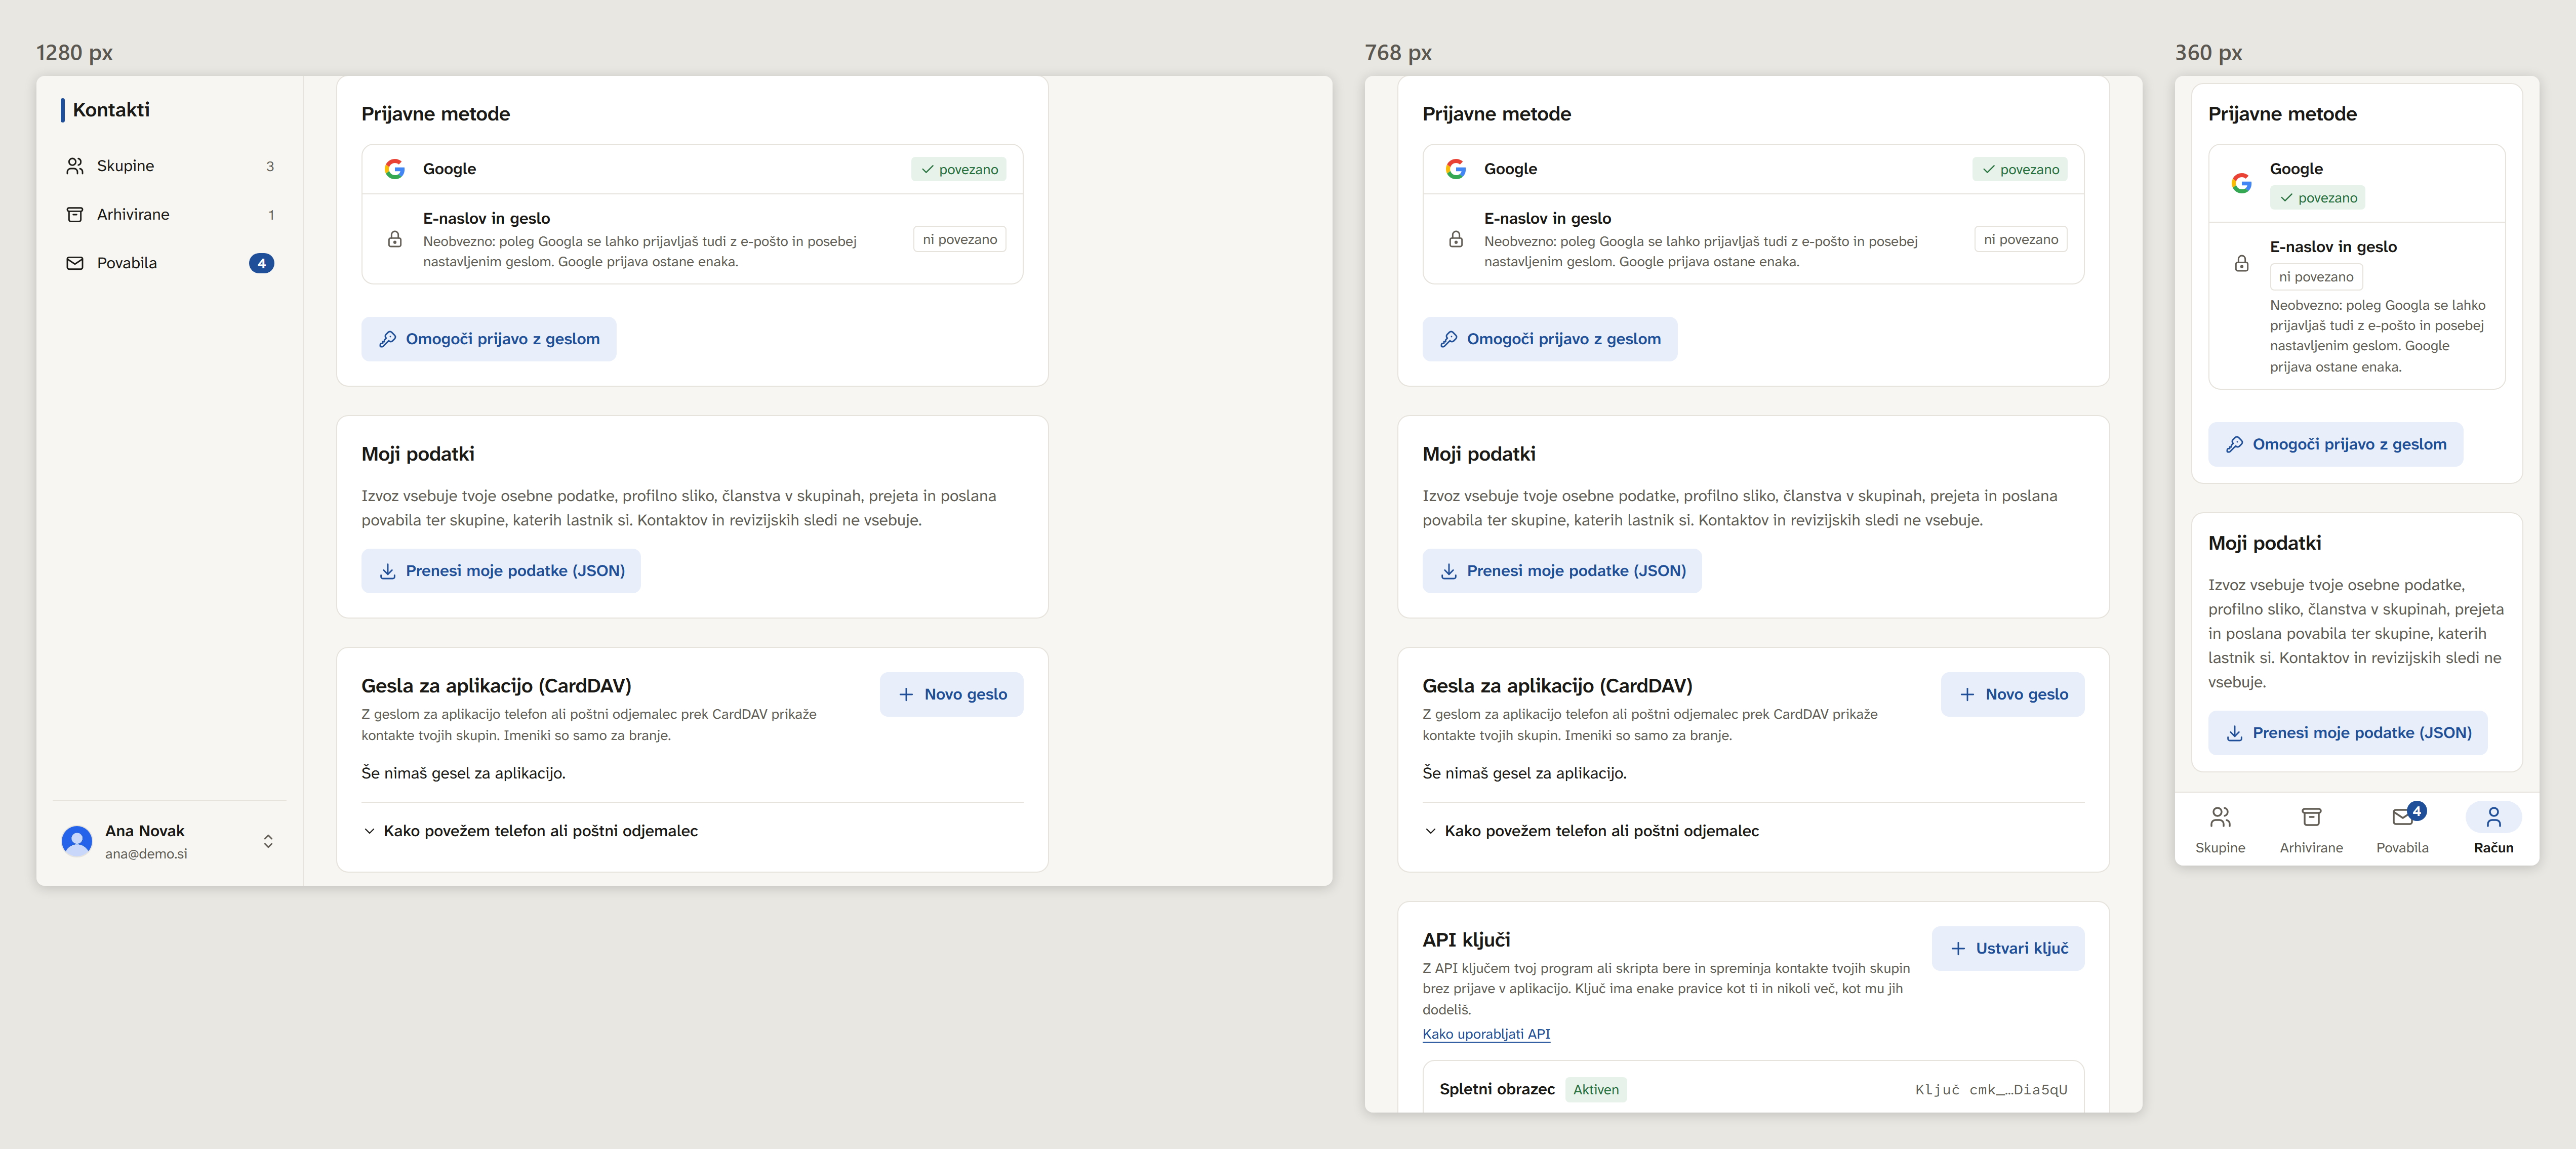 1280 px
Kontakti
Skupine 3
Arhivirane 1
Povabila 4
Ana Novak
ana@demo.si
Prijavne metode
Google povezano
E-naslov in geslo
Neobvezno: poleg Googla se lahko prijavljaš tudi z e-pošto in posebej
nastavljenim geslom. Google prijava ostane enaka.
ni povezano
Omogoči prijavo z geslom
Moji podatki
Izvoz vsebuje tvoje osebne podatke, profilno sliko, članstva v skupinah, prejeta in poslana
povabila ter skupine, katerih lastnik si. Kontaktov in revizijskih sledi ne vsebuje.
Prenesi moje podatke (JSON)
Gesla za aplikacijo (CardDAV)
Novo geslo
Z geslom za aplikacijo telefon ali poštni odjemalec prek CardDAV prikaže
kontakte tvojih skupin. Imeniki so samo za branje.
Še nimaš gesel za aplikacijo.
Kako povežem telefon ali poštni odjemalec
768 px
Prijavne metode
Google povezano
E-naslov in geslo
Neobvezno: poleg Googla se lahko prijavljaš tudi z e-pošto in posebej
nastavljenim geslom. Google prijava ostane enaka.
ni povezano
Omogoči prijavo z geslom
Moji podatki
Izvoz vsebuje tvoje osebne podatke, profilno sliko, članstva v skupinah, prejeta in poslana
povabila ter skupine, katerih lastnik si. Kontaktov in revizijskih sledi ne vsebuje.
Prenesi moje podatke (JSON)
Gesla za aplikacijo (CardDAV)
Novo geslo
Z geslom za aplikacijo telefon ali poštni odjemalec prek CardDAV prikaže
kontakte tvojih skupin. Imeniki so samo za branje.
Še nimaš gesel za aplikacijo.
Kako povežem telefon ali poštni odjemalec
API ključi
Ustvari ključ
Z API ključem tvoj program ali skripta bere in spreminja kontakte tvojih skupin
brez prijave v aplikacijo. Ključ ima enake pravice kot ti in nikoli več, kot mu jih
dodeliš.
Kako uporabljati API
Spletni obrazec Aktiven Ključ cmk_…Dia5qU
360 px
Prijavne metode
Google
povezano
E-naslov in geslo
ni povezano
Neobvezno: poleg Googla se lahko
prijavljaš tudi z e-pošto in posebej
nastavljenim geslom. Google
prijava ostane enaka.
Omogoči prijavo z geslom
Moji podatki
Izvoz vsebuje tvoje osebne podatke,
profilno sliko, članstva v skupinah, prejeta
in poslana povabila ter skupine, katerih
lastnik si. Kontaktov in revizijskih sledi ne
vsebuje.
Prenesi moje podatke (JSON)
4
Skupine Arhivirane Povabila Račun